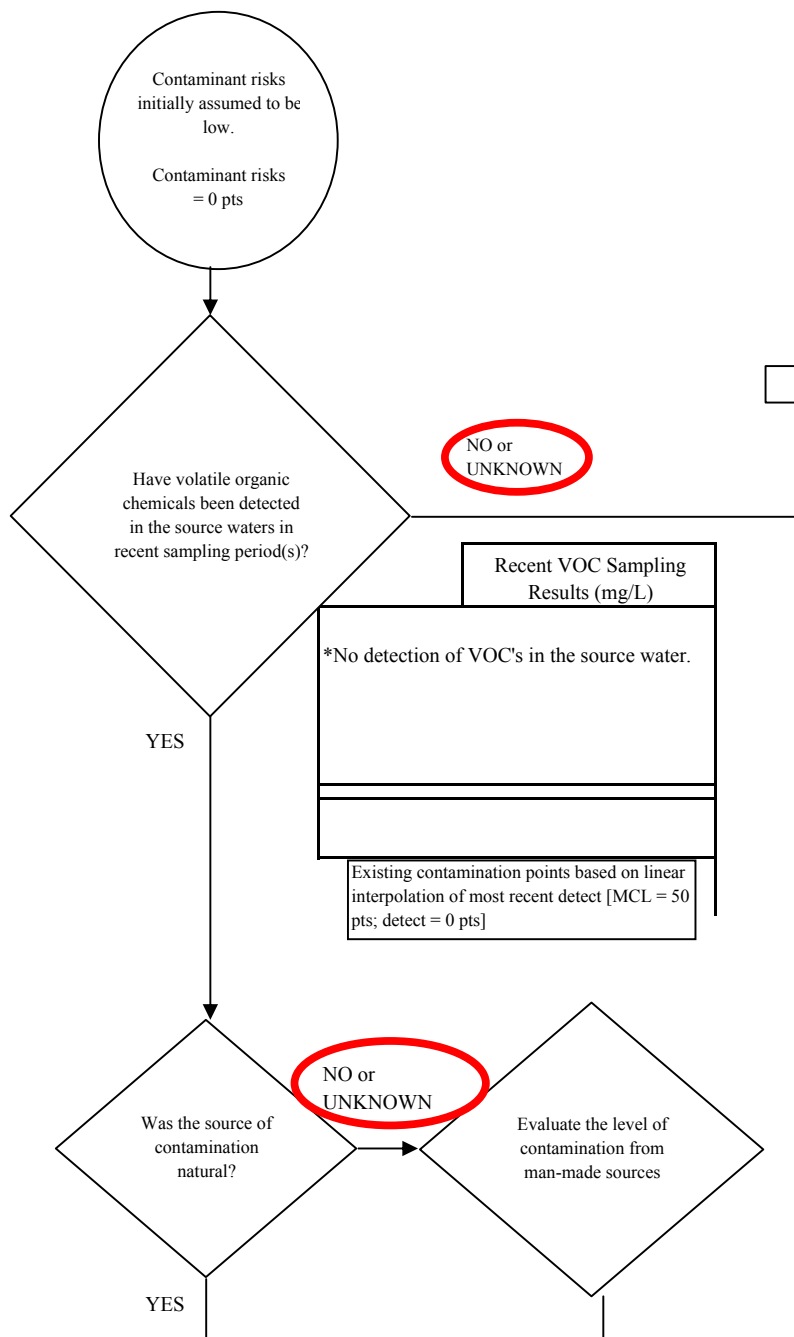 Contaminant risks
initially assumed to be
low.
Contaminant risks
= 0 pts
NO or
UNKNOWN
Have volatile organic
chemicals been detected
in the source waters in
recent sampling period(s)?
Recent VOC Sampling
Results (mg/L)
*No detection of VOC's in the source water.
YES
Existing contamination points based on linear
interpolation of most recent detect [MCL = 50
pts; detect = 0 pts]
NO or
UNKNOWN
Was the source of
contamination
natural?
Evaluate the level of
contamination from
man-made sources
YES